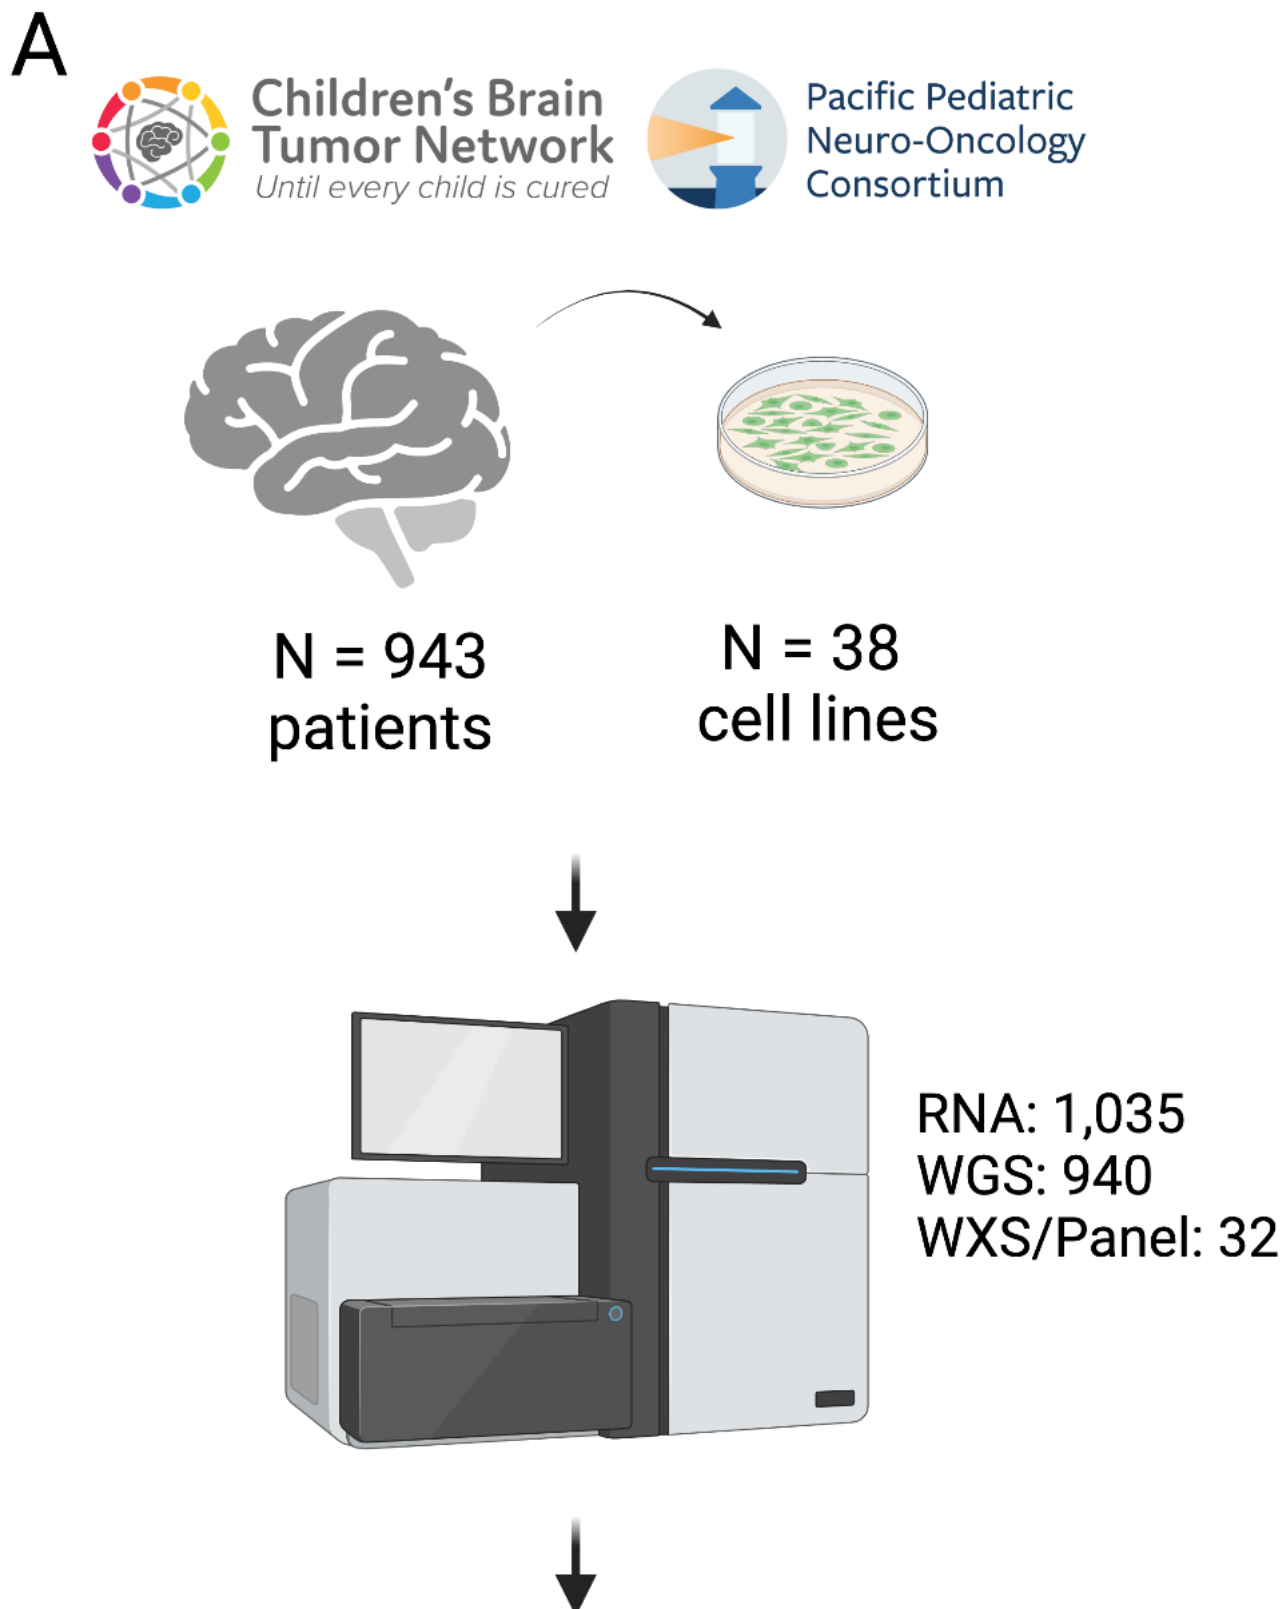 A
Children's Brain
Tumor Network
Until every child is cured
Pacific Pediatric
Neuro-Oncology
Consortium
N = 943
patients
N = 38
cell lines
RNA: 1,035
WGS: 940
WXS/Panel: 32